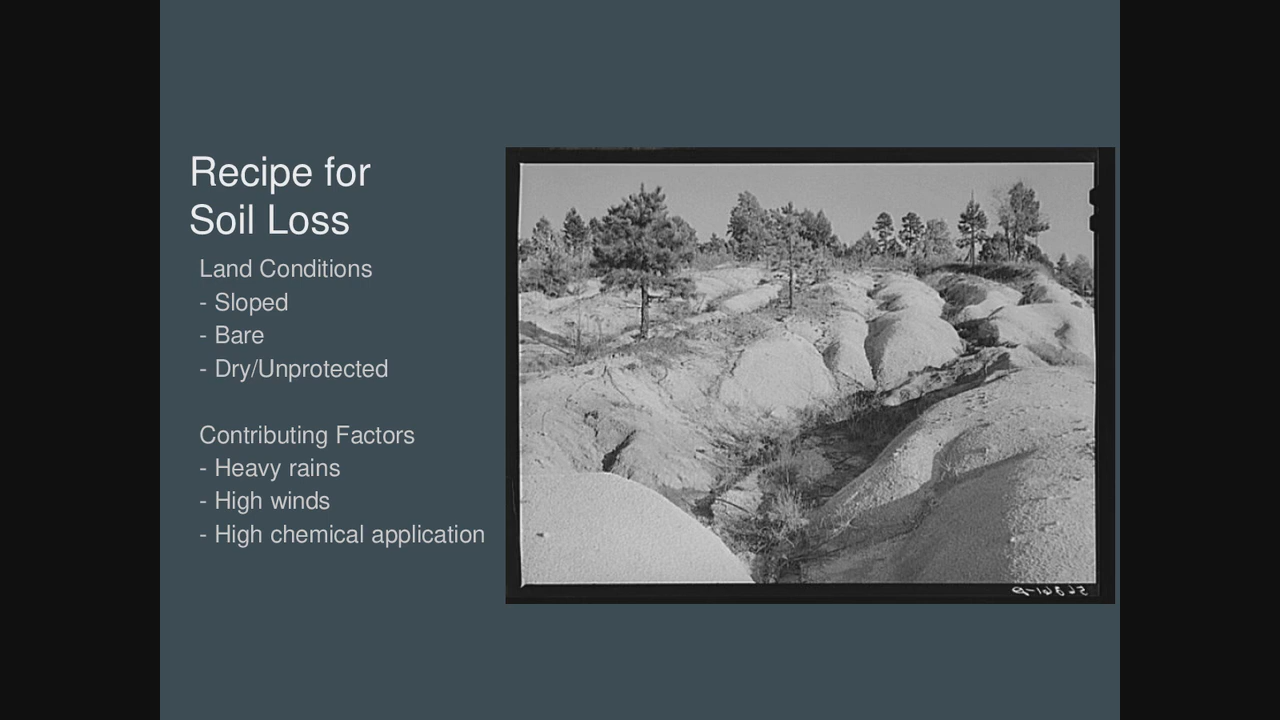 Recipe for
Soil Loss
Land Conditions
- Sloped
- Bare
- Dry/Unprotected
Contributing Factors
- Heavy rains
- High winds
- High chemical application